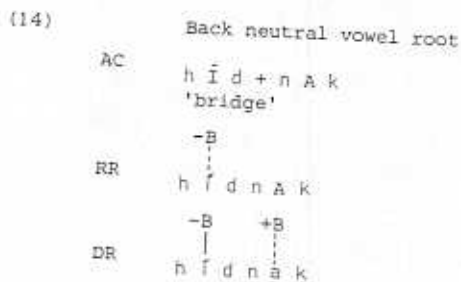 (14)
Back neutral vowel root
AC h Í d + n A k
'bridge'
-B
RR h í d n A k
-B +B
DR h í d n a k